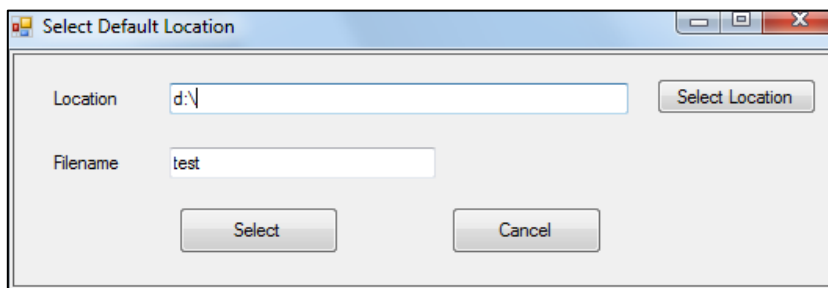 Select Default Location
Location d:\ Select Location
Filename test
Select Cancel